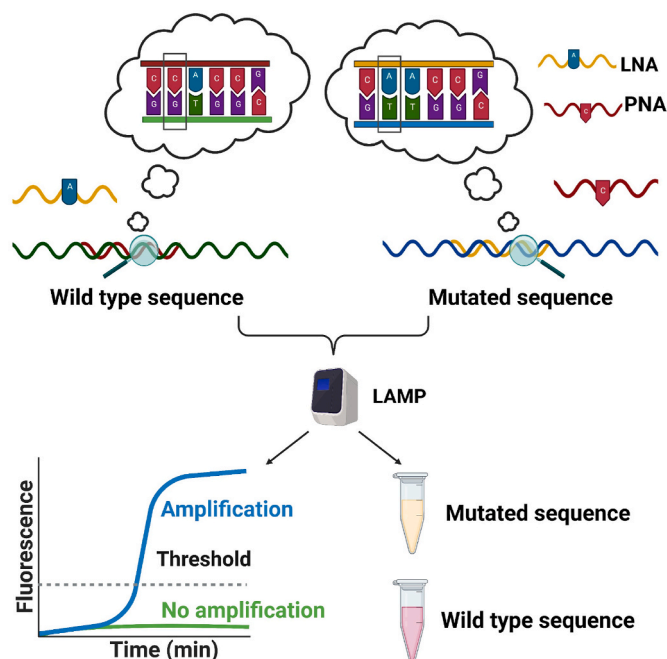 C C A C C G
G G T G G C
C A A C C G
G T T G G C
A
LNA
C
PNA
A
C
Wild type sequence
Mutated sequence
LAMP
Fluorescence
Amplification
Threshold
No amplification
Time (min)
Mutated sequence
Wild type sequence